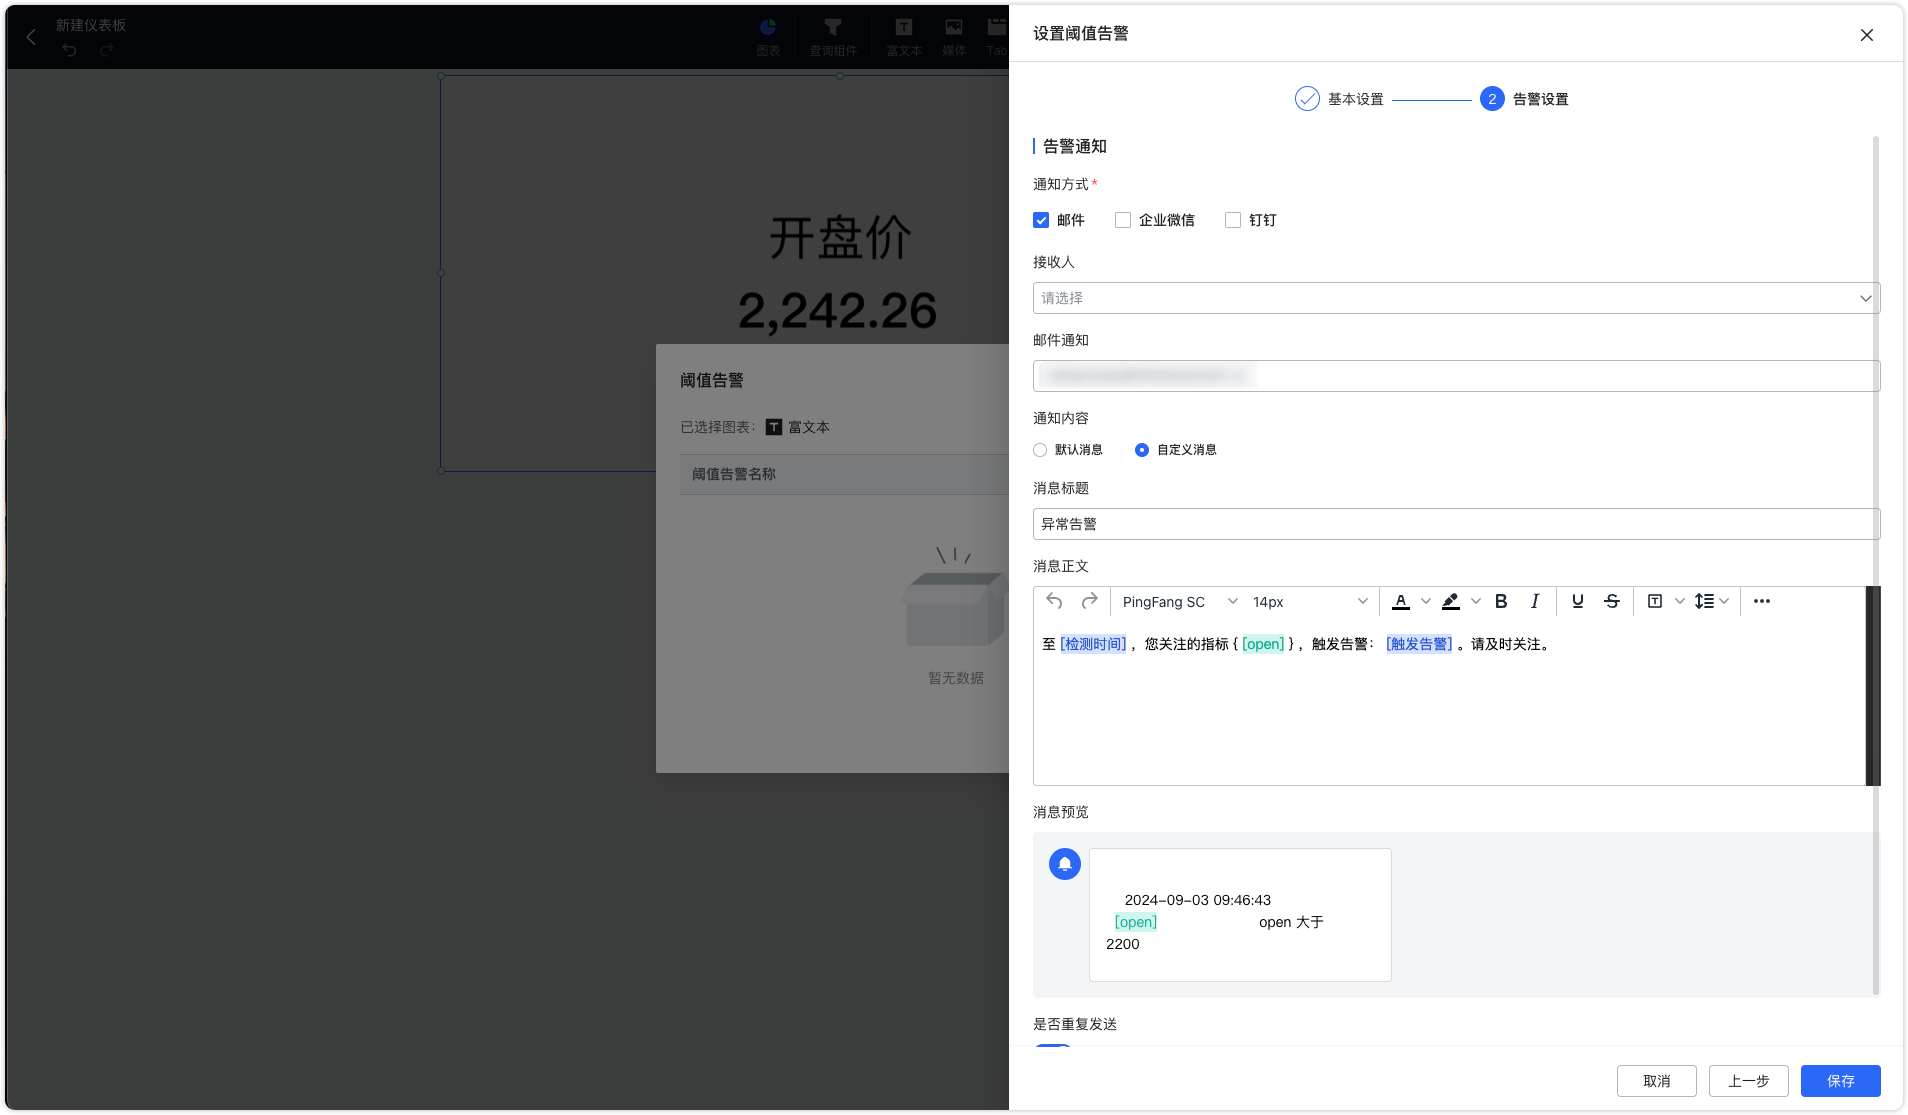 新建仪表板
图表
查询组件
富文本
媒体
Tab
开盘价
2,242.26
阈值告警
已选择图表： 富文本
阈值告警名称
暂无数据
设置阈值告警
基本设置
2 告警设置
告警通知
通知方式*
邮件 企业微信 钉钉
接收人
请选择
邮件通知
通知内容
默认消息 自定义消息
消息标题
异常告警
消息正文
PingFang SC 14px
至 [检测时间] ，您关注的指标 { [open] } ，触发告警： [触发告警] 。请及时关注。
消息预览
2024-09-03 09:46:43
[open] open 大于
2200
是否重复发送
取消 上一步 保存